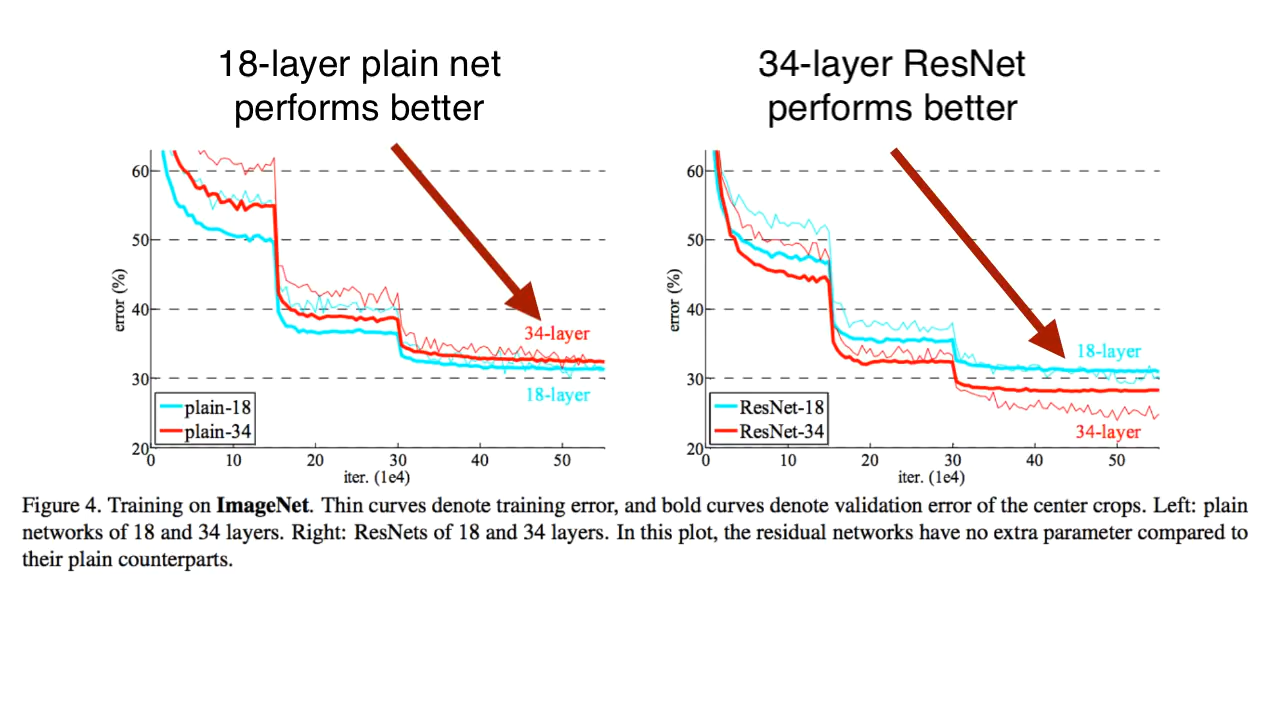 18-layer plain net
performs better
34-layer ResNet
performs better
60
50
40
30
20
error (%)
34-layer
18-layer
plain-18
plain-34
0
10
20
30
40
50
iter. (1e4)
60
50
40
30
20
error (%)
18-layer
34-layer
ResNet-18
ResNet-34
0
10
20
30
40
50
iter. (1e4)
Figure 4. Training on ImageNet. Thin curves denote training error, and bold curves denote validation error of the center crops. Left: plain
networks of 18 and 34 layers. Right: ResNets of 18 and 34 layers. In this plot, the residual networks have no extra parameter compared to
their plain counterparts.